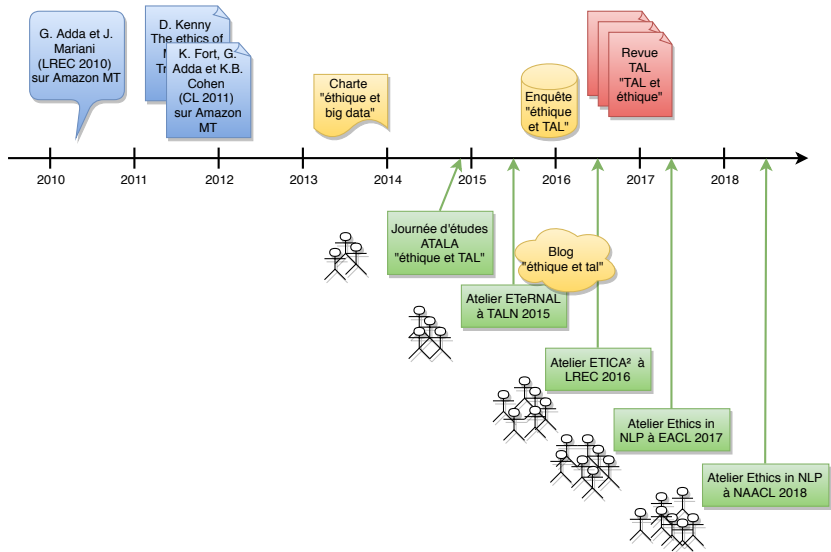 G. Adda et J.
Mariani
(LREC 2010)
sur Amazon MT
D. Kenny
The ethics of
K. Fort, G.
Adda et K.B.
Cohen
(CL 2011)
sur Amazon
MT
Charte
"éthique et
big data"
Enquête
"éthique
et TAL"
Revue
TAL
"TAL et
éthique"
2010
2011
2012
2013
2014
2015
2016
2017
2018
Journée d'études
ATALA
"éthique et TAL"
Blog
"éthique et tal"
Atelier ETeRNAL
à TALN 2015
Atelier ETICA² à
LREC 2016
Atelier Ethics in
NLP à EACL 2017
Atelier Ethics in NLP
à NAACL 2018